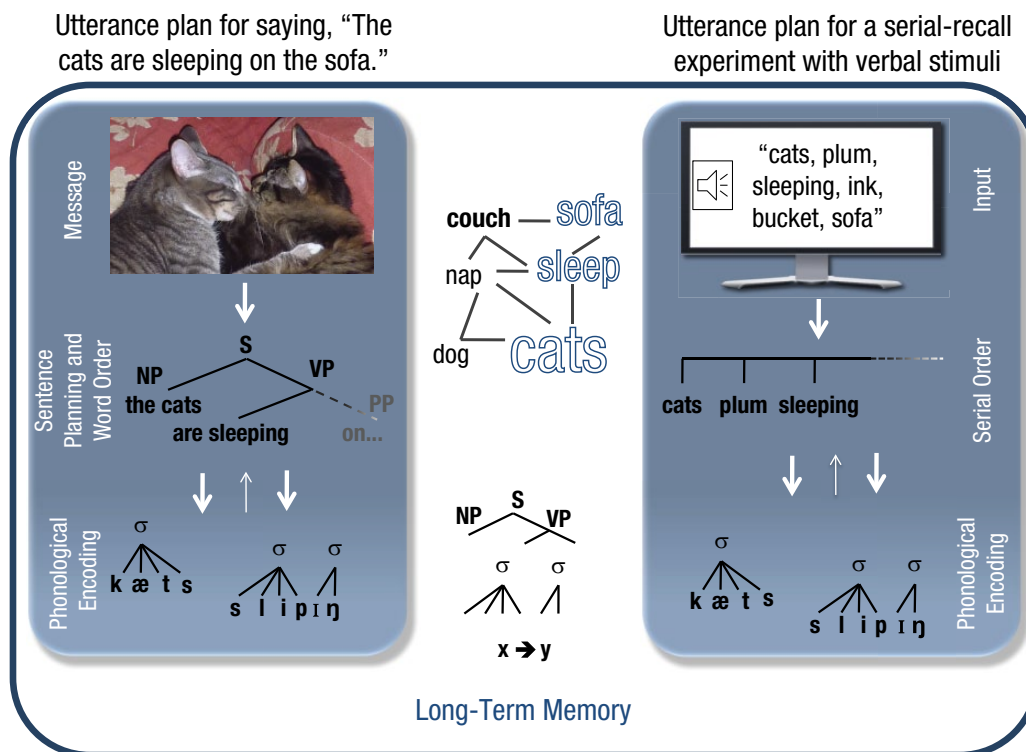 Utterance plan for saying, “The
cats are sleeping on the sofa.”
Utterance plan for a serial-recall
experiment with verbal stimuli
Message
Sentence
Planning and
Word Order
Phonological
Encoding
S
NP
VP
PP
the cats
are sleeping
on...
σ
k æ t s
σ σ
s l i p ɪ ŋ
couch
sofa
nap
sleep
dog
cats
S
NP
VP
σ σ
x ➔ y
“cats, plum,
sleeping, ink,
bucket, sofa”
Input
cats plum sleeping
Serial Order
σ
k æ t s
σ σ
s l i p ɪ ŋ
Phonological
Encoding
Long-Term Memory